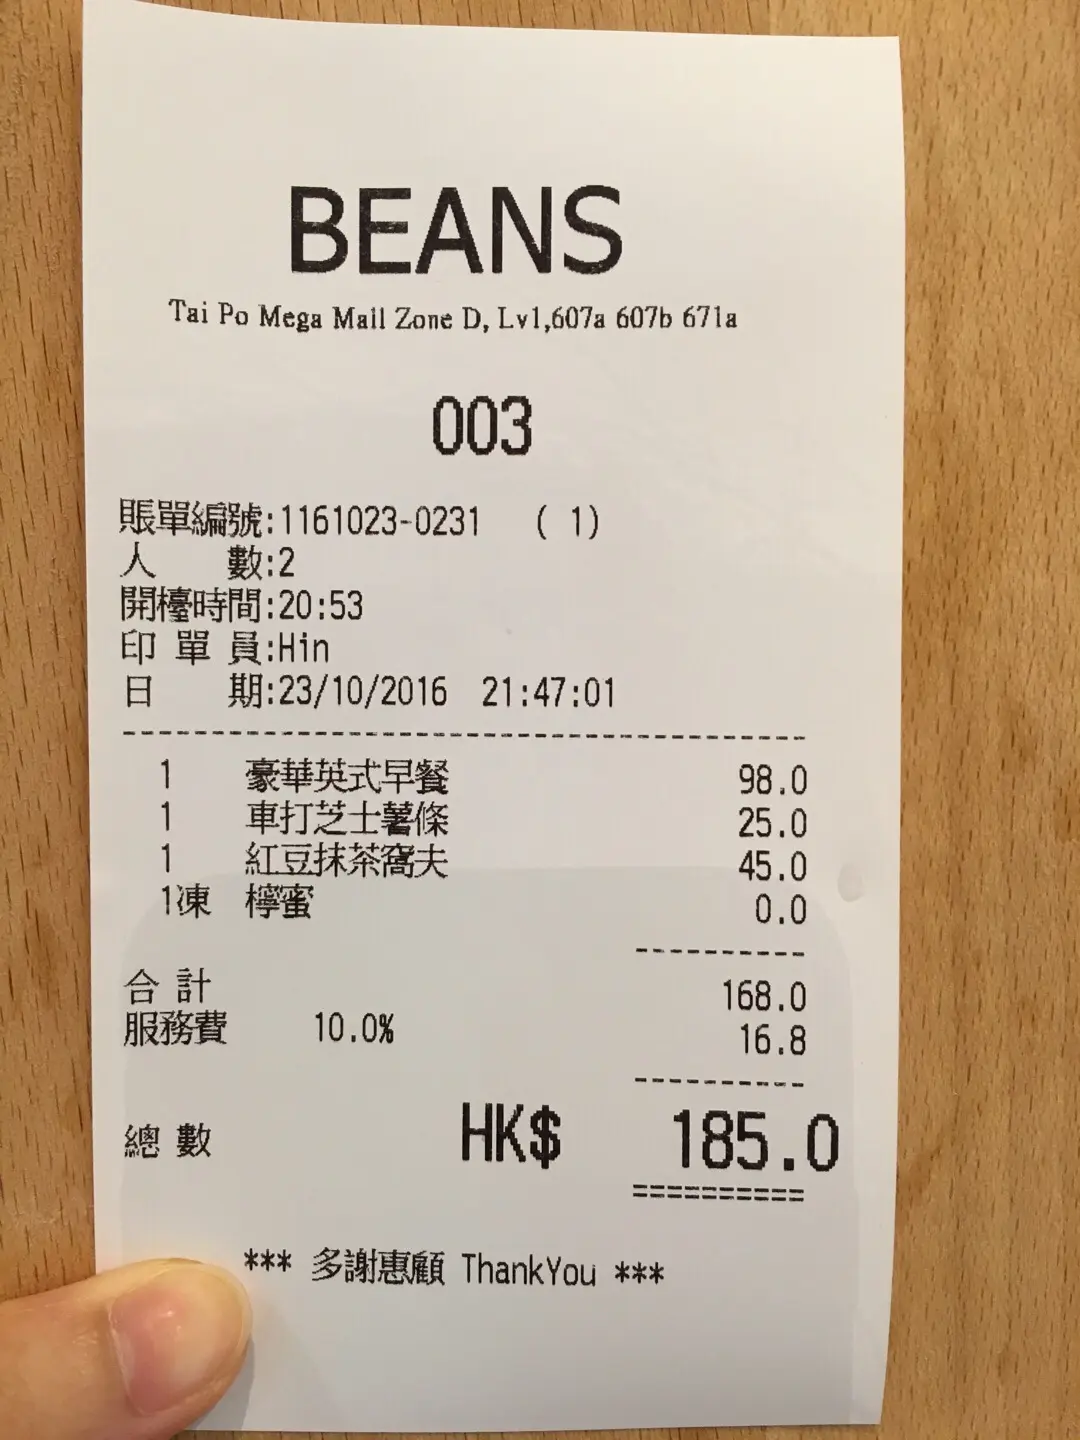 BEANS
Tai Po Mega Mall Zone D, Lv1,607a 607b 671a
003
賬單編號:1161023-0231 ( 1)
人 數:2
開檯時間:20:53
印 單 員:Hin
日 期:23/10/2016 21:47:01
1 豪華英式早餐 98.0
1 車打芝士薯條 25.0
1 紅豆抹茶窩夫 45.0
1凍 檸蜜 0.0
合 計 168.0
服務費 10.0% 16.8
總 數 HK$ 185.0
*** 多謝惠顧 ThankYou ***